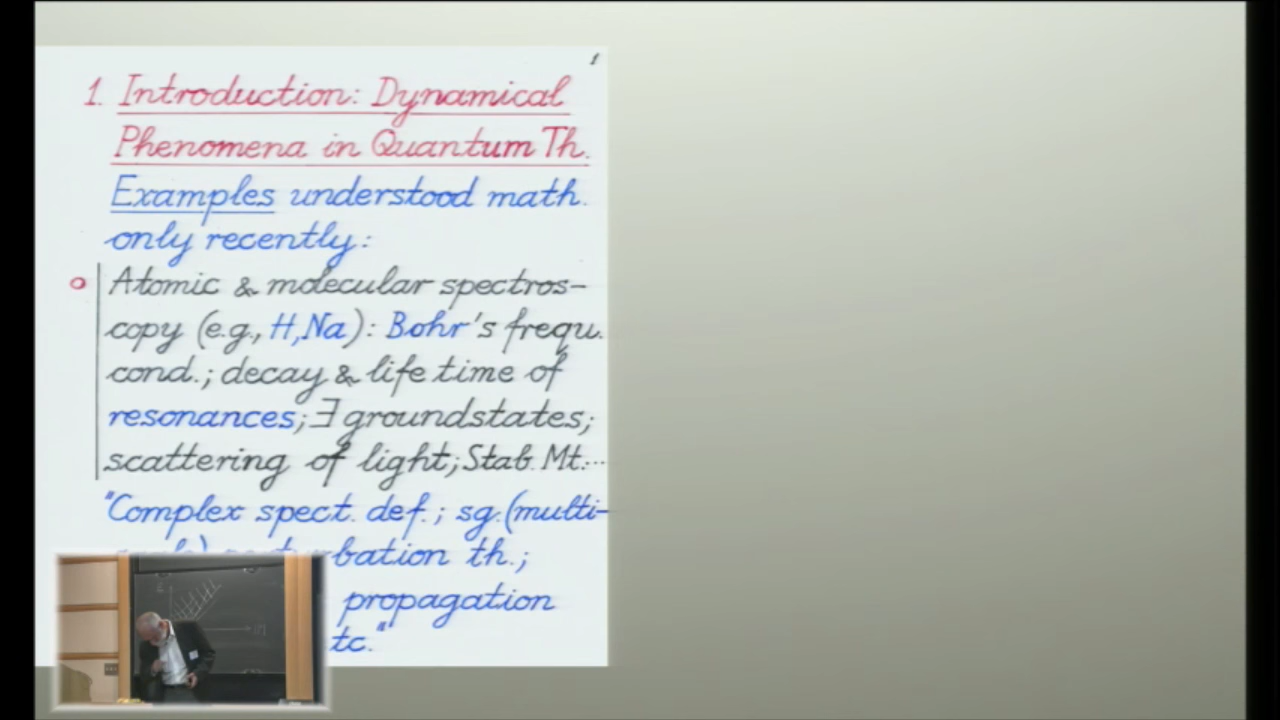 1
1. Introduction: Dynamical
Phenomena in Quantum Th.
Examples understood math.
only recently:
Atomic & molecular spectros-
copy (e.g., H, Na): Bohr's frequ.
cond.; decay & life time of
resonances; ∃ groundstates;
scattering of light; Stab. Mt....
"Complex spect. def.; sg. (multi-
bation th.;
propagation
tc."